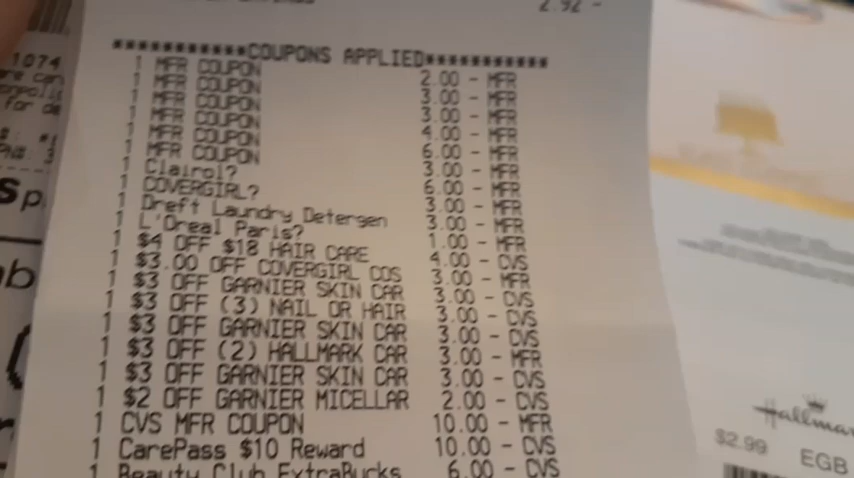 2.92 -
***********COUPONS APPLIED***********
1 MFR COUPON 2.00 - MFR
1 MFR COUPON 3.00 - MFR
1 MFR COUPON 3.00 - MFR
1 MFR COUPON 4.00 - MFR
1 MFR COUPON 6.00 - MFR
1 MFR COUPON 3.00 - MFR
1 Clairol? 6.00 - MFR
1 COVERGIRL? 3.00 - MFR
1 Dreft Laundry Detergen 3.00 - MFR
1 L'Oreal Paris? 1.00 - MFR
1 $4 OFF $18 HAIR CARE 4.00 - CVS
1 $3.00 OFF COVERGIRL COS 3.00 - MFR
1 $3 OFF GARNIER SKIN CAR 3.00 - CVS
1 $3 OFF (3) NAIL OR HAIR 3.00 - CVS
1 $3 OFF GARNIER SKIN CAR 3.00 - CVS
1 $3 OFF (2) HALLMARK CAR 3.00 - MFR
1 $3 OFF GARNIER SKIN CAR 3.00 - CVS
1 $2 OFF GARNIER MICELLAR 2.00 - CVS
1 CVS MFR COUPON 10.00 - MFR
1 CarePass $10 Reward 10.00 - CVS
1 Beauty Club ExtraBucks 6.00 - CVS
1074
for
Sp
Hallmar
$2.99 EGB